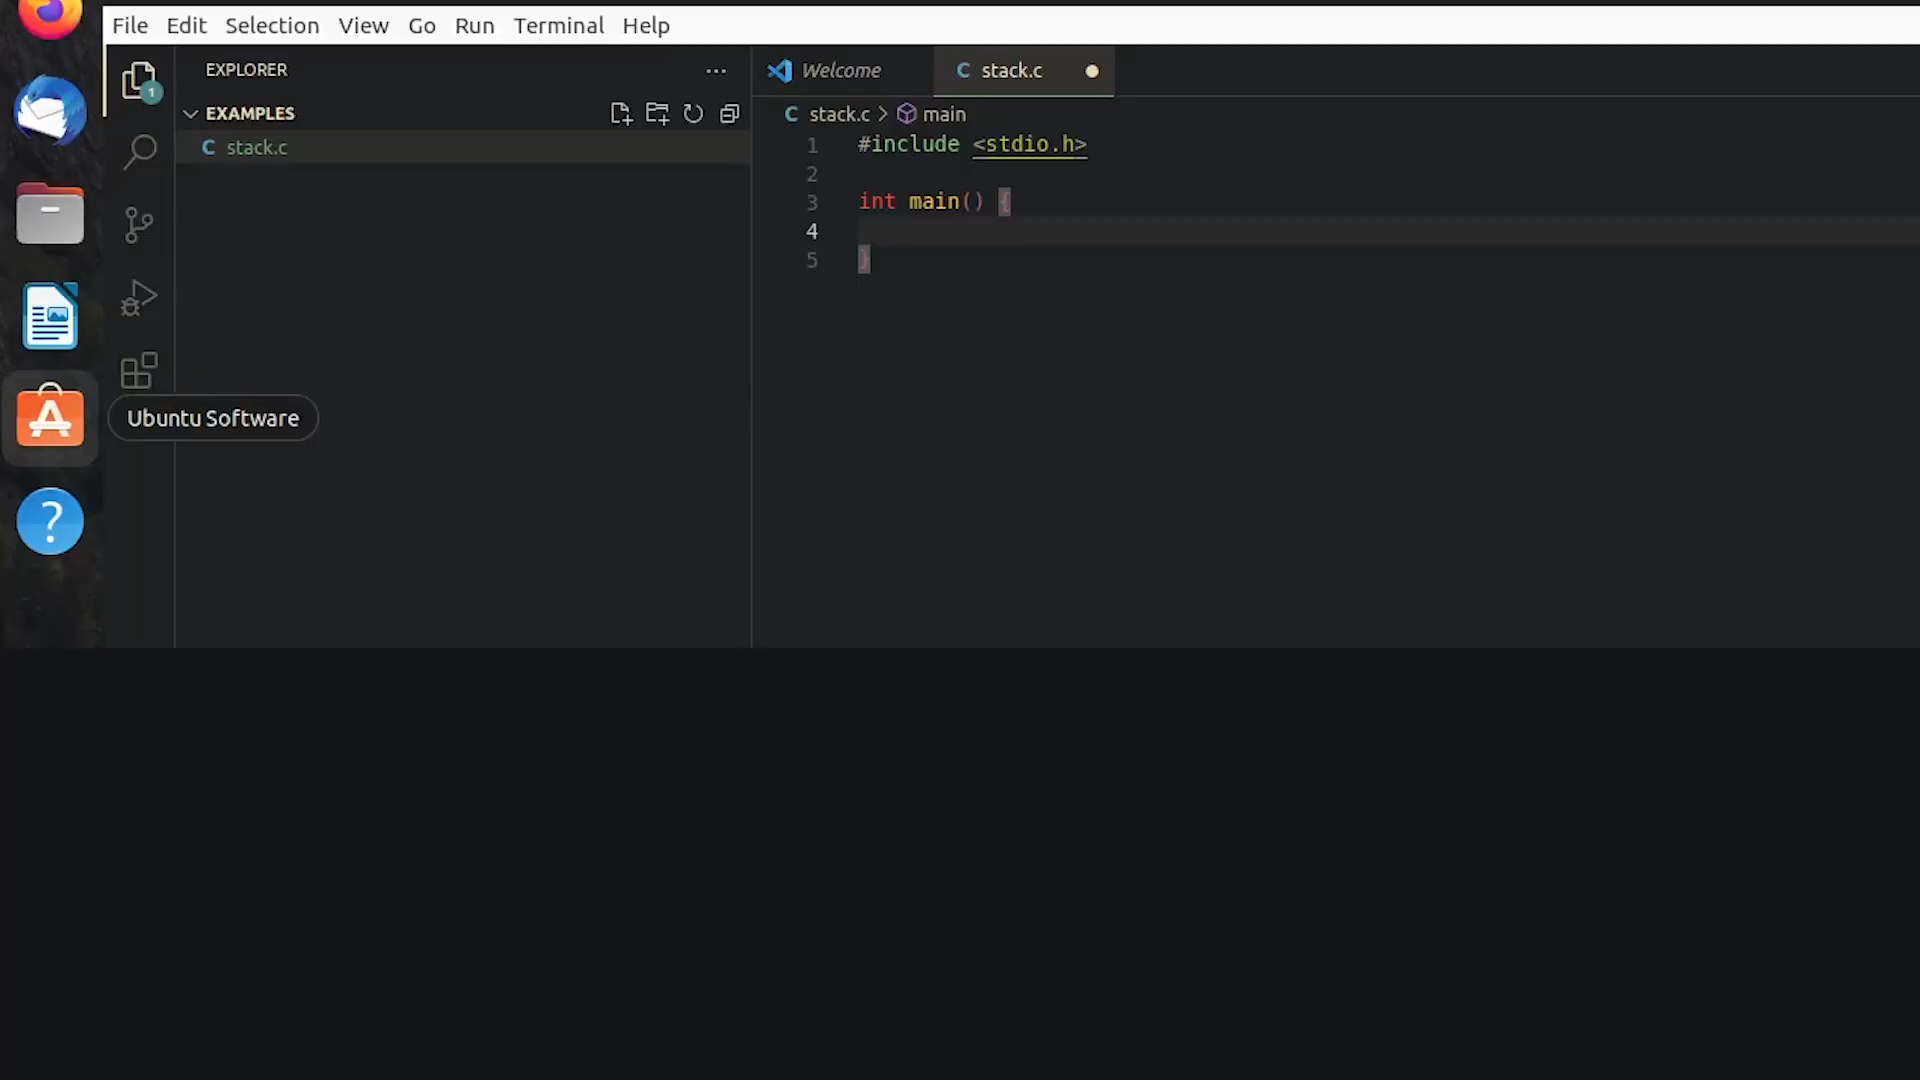 File Edit Selection View Go Run Terminal Help
EXPLORER
Welcome
C stack.c
1
EXAMPLES
C stack.c > main
C stack.c
1 #include <stdio.h>
2
3 int main() {
4
5 }
Ubuntu Software
?